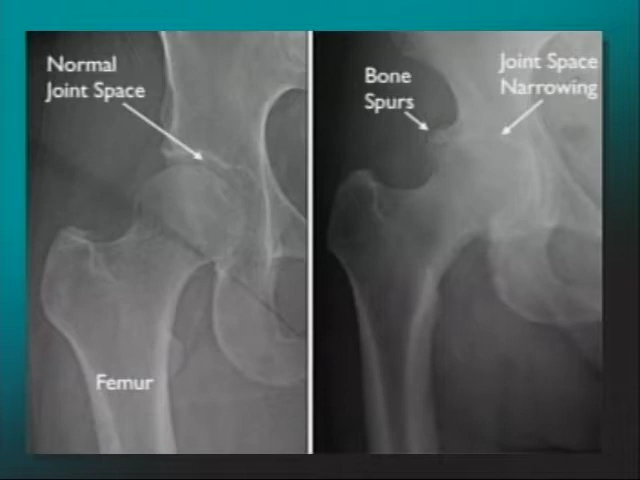 Normal
Joint Space
Bone
Spurs
Joint Space
Narrowing
Femur